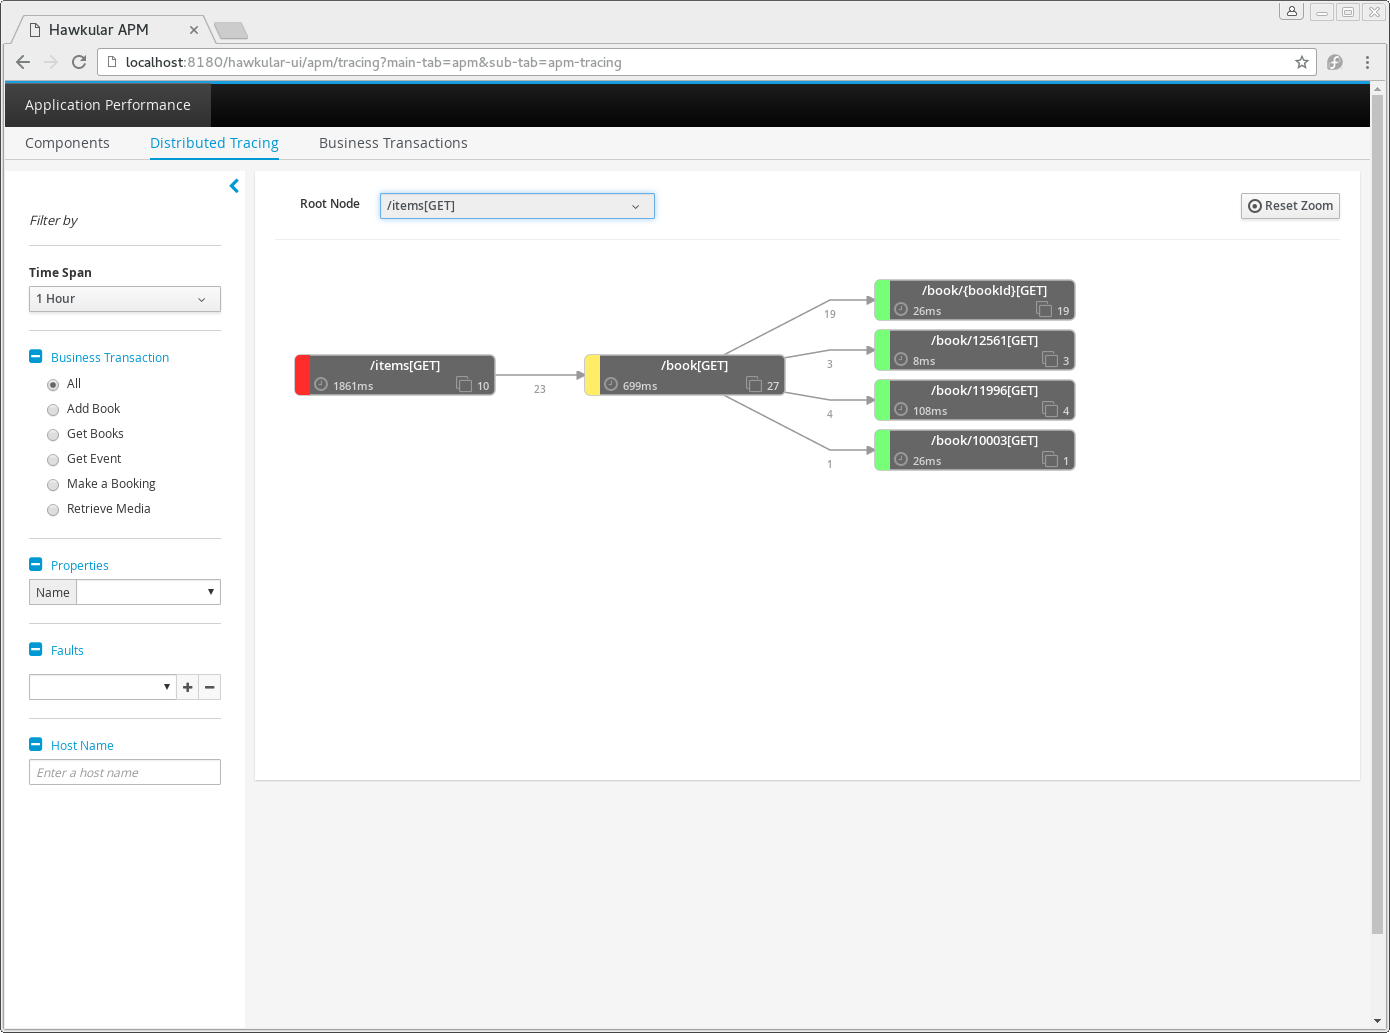 Hawkular APM
localhost:8180/hawkular-ui/apm/tracing?main-tab=apm&sub-tab=apm-tracing
Application Performance
Components
Distributed Tracing
Business Transactions
Filter by
Time Span
1 Hour
Business Transaction
All
Add Book
Get Books
Get Event
Make a Booking
Retrieve Media
Properties
Name
Faults
Host Name
Enter a host name
Root Node
/items[GET]
Reset Zoom
/items[GET]
1861ms
10
23
/book[GET]
699ms
27
19
3
4
1
/book/{bookId}[GET]
26ms
19
/book/12561[GET]
8ms
3
/book/11996[GET]
108ms
4
/book/10003[GET]
26ms
1